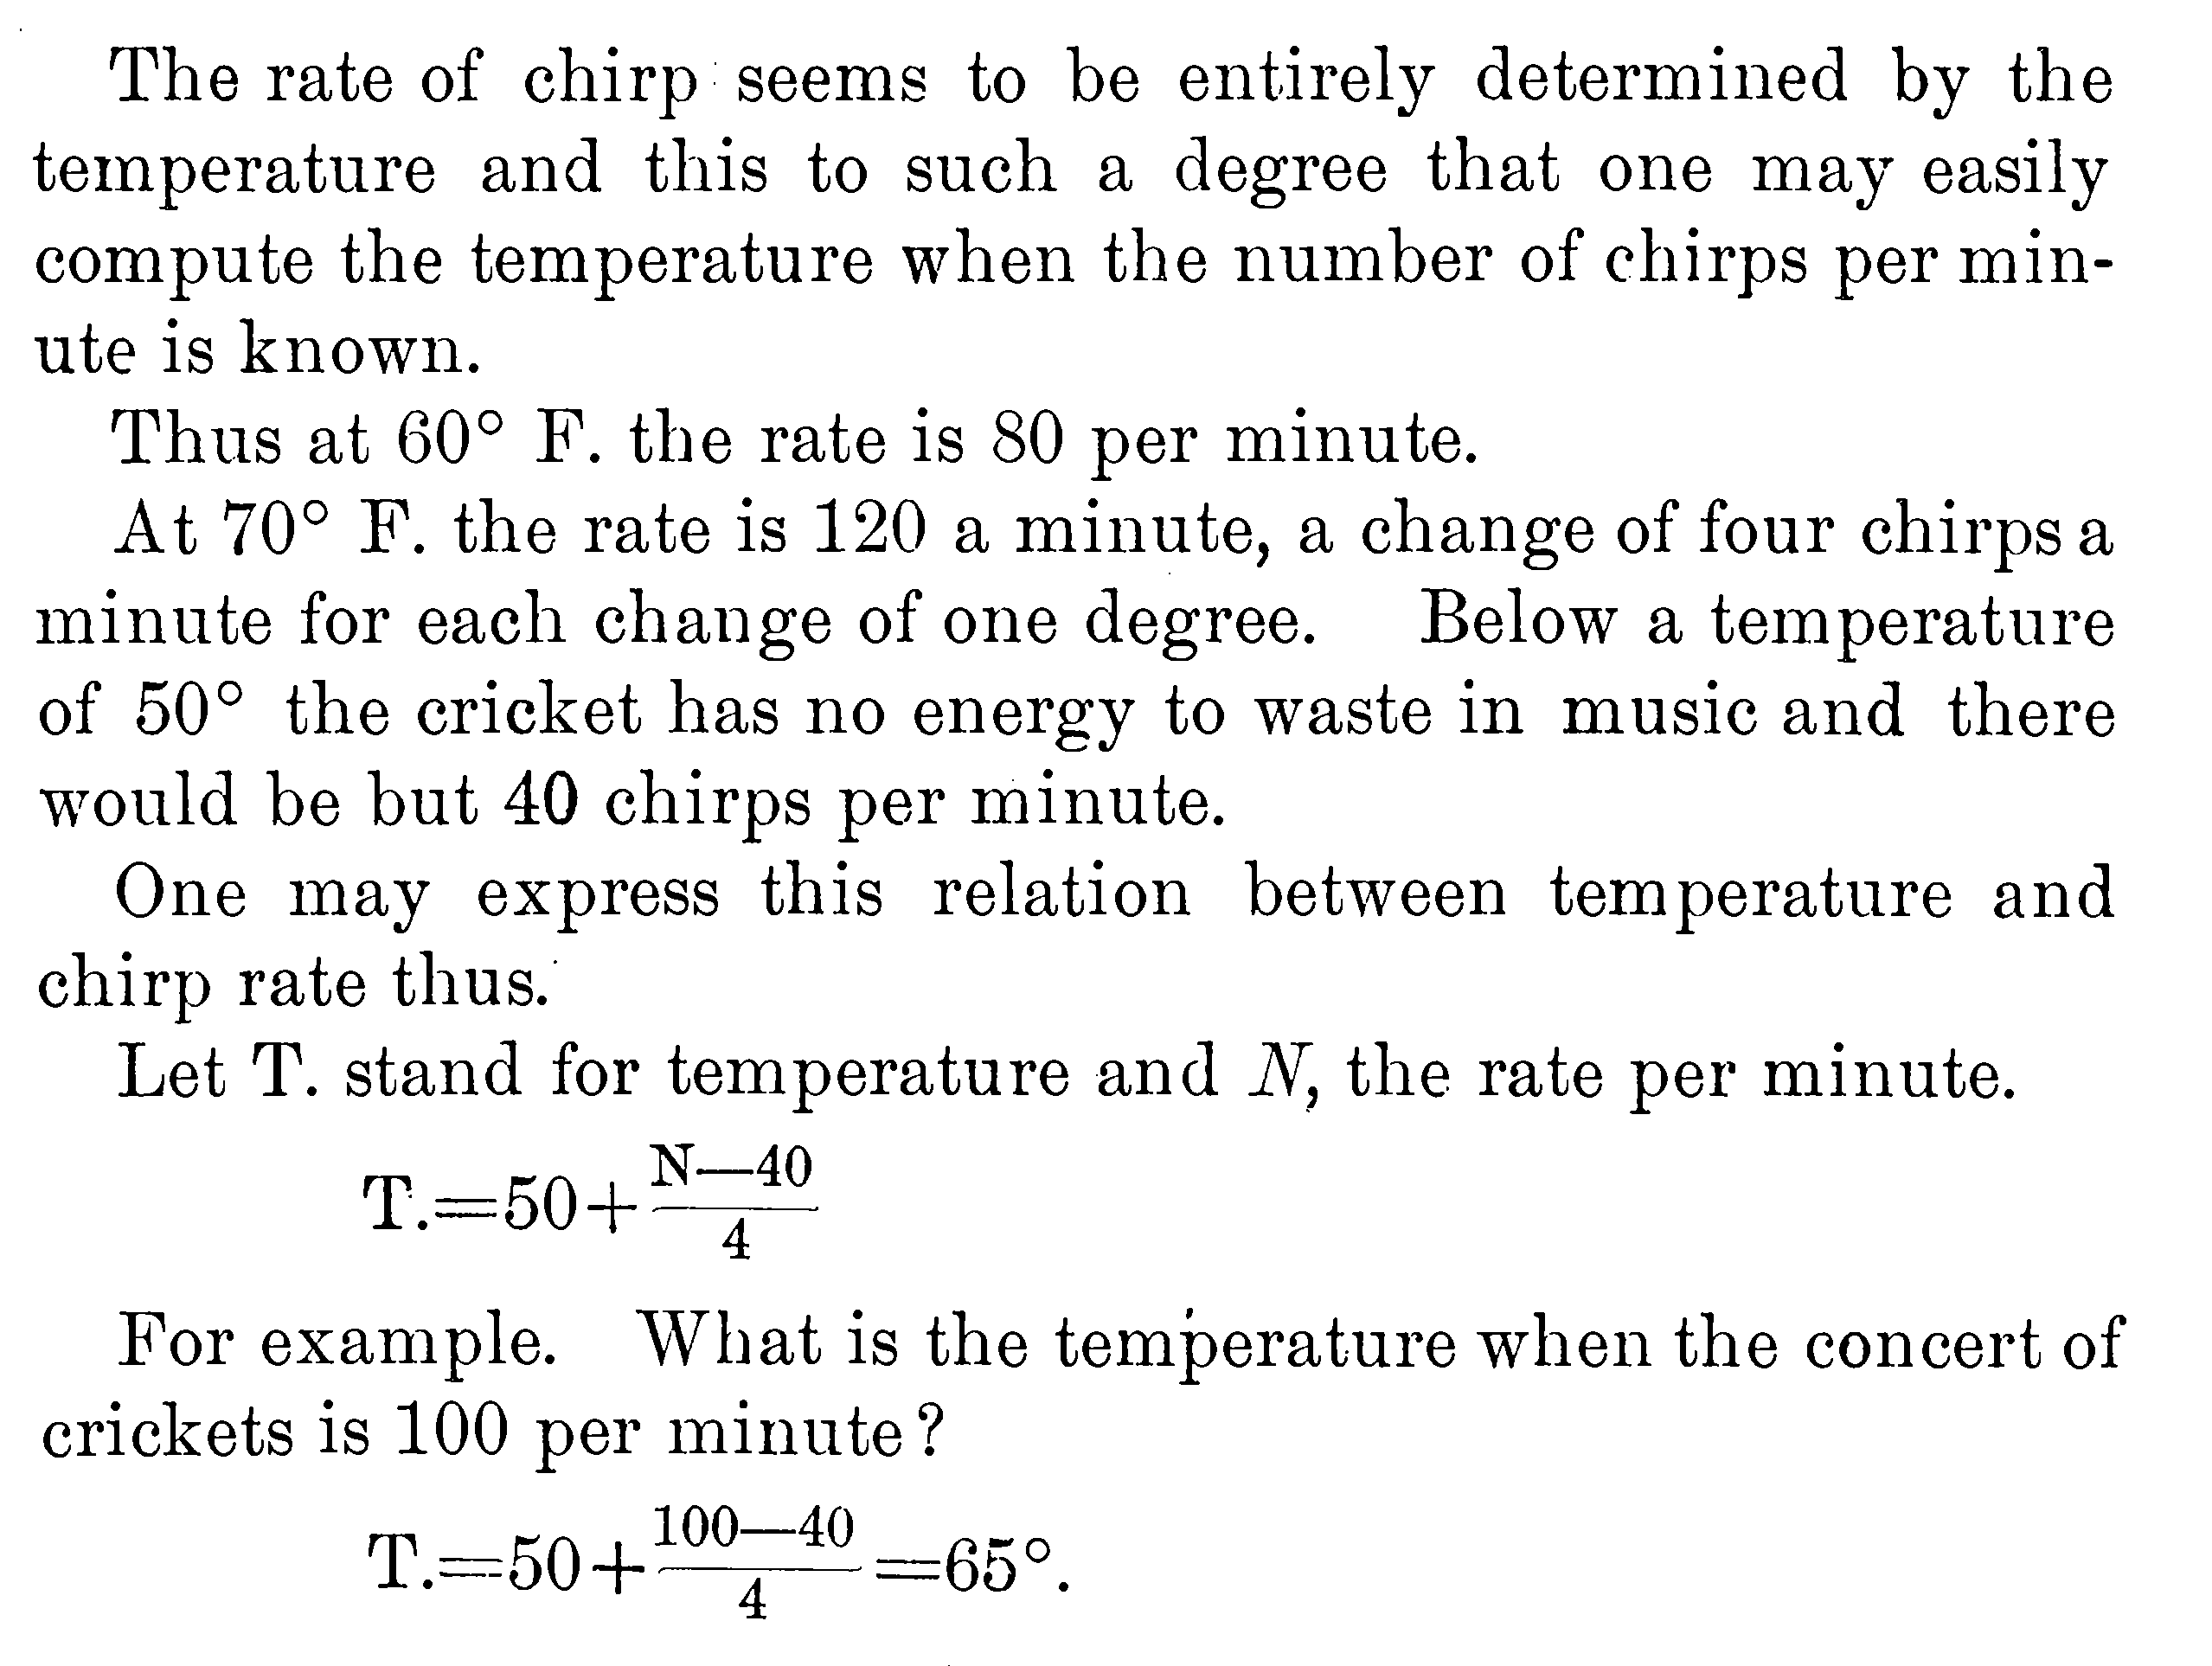 The rate of chirp seems to be entirely determined by the
temperature and this to such a degree that one may easily
compute the temperature when the number of chirps per min-
ute is known.
Thus at 60° F. the rate is 80 per minute.
At 70° F. the rate is 120 a minute, a change of four chirps a
minute for each change of one degree. Below a temperature
of 50° the cricket has no energy to waste in music and there
would be but 40 chirps per minute.
One may express this relation between temperature and
chirp rate thus.
Let T. stand for temperature and N, the rate per minute.
T.=50+(N—40)/4
For example. What is the temperature when the concert of
crickets is 100 per minute?
T.=50+(100—40)/4=65°.